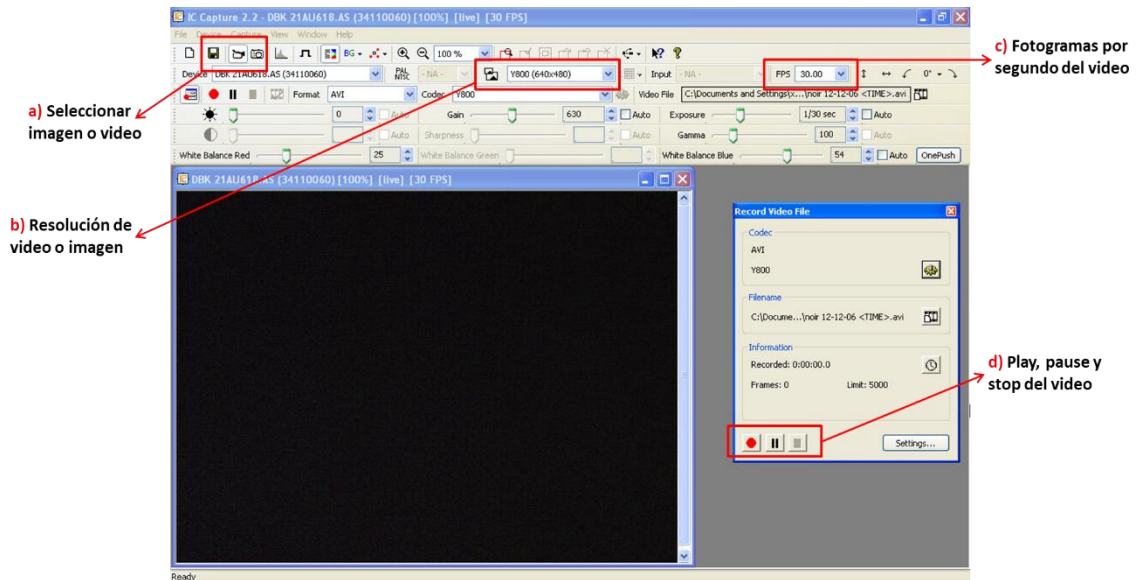 IC Capture 2.2 - DBK 21AU618.AS (34110060) [100%] [live] [30 FPS]
File Device Capture View Window Help
BG 100 %
Device DBK 21AU618.AS (34110060) PAL NTSC - NA - Y800 (640x480) Input - NA - FPS 30.00 0°
Format AVI Codec Y800 Video File C:\Documents and Settings\x...\noir 12-12-06 <TIME>.avi
0 Auto Gain 630 Auto Exposure 1/30 sec Auto
Auto Sharpness Auto Gamma 100 Auto
White Balance Red 25 White Balance Green White Balance Blue 54 Auto OnePush
a) Seleccionar
imagen o video
b) Resolución de
video o imagen
c) Fotogramas por
segundo del video
d) Play, pause y
stop del video
DBK 21AU618.AS (34110060) [100%] [live] [30 FPS]
Record Video File
Codec
AVI
Y800
Filename
C:\Docume...\noir 12-12-06 <TIME>.avi
Information
Recorded: 0:00:00.0
Frames: 0 Limit: 5000
Settings...
Ready